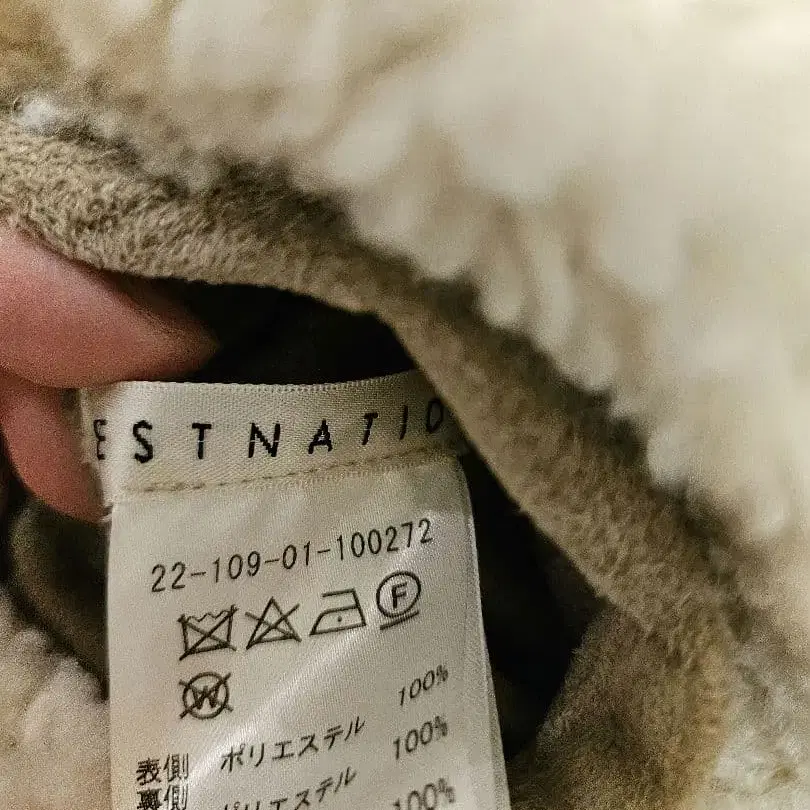 ESTNATIO
22-109-01-100272
F
W
表側 ポリエステル 100%
裏側 ポリエステル 100%
100%